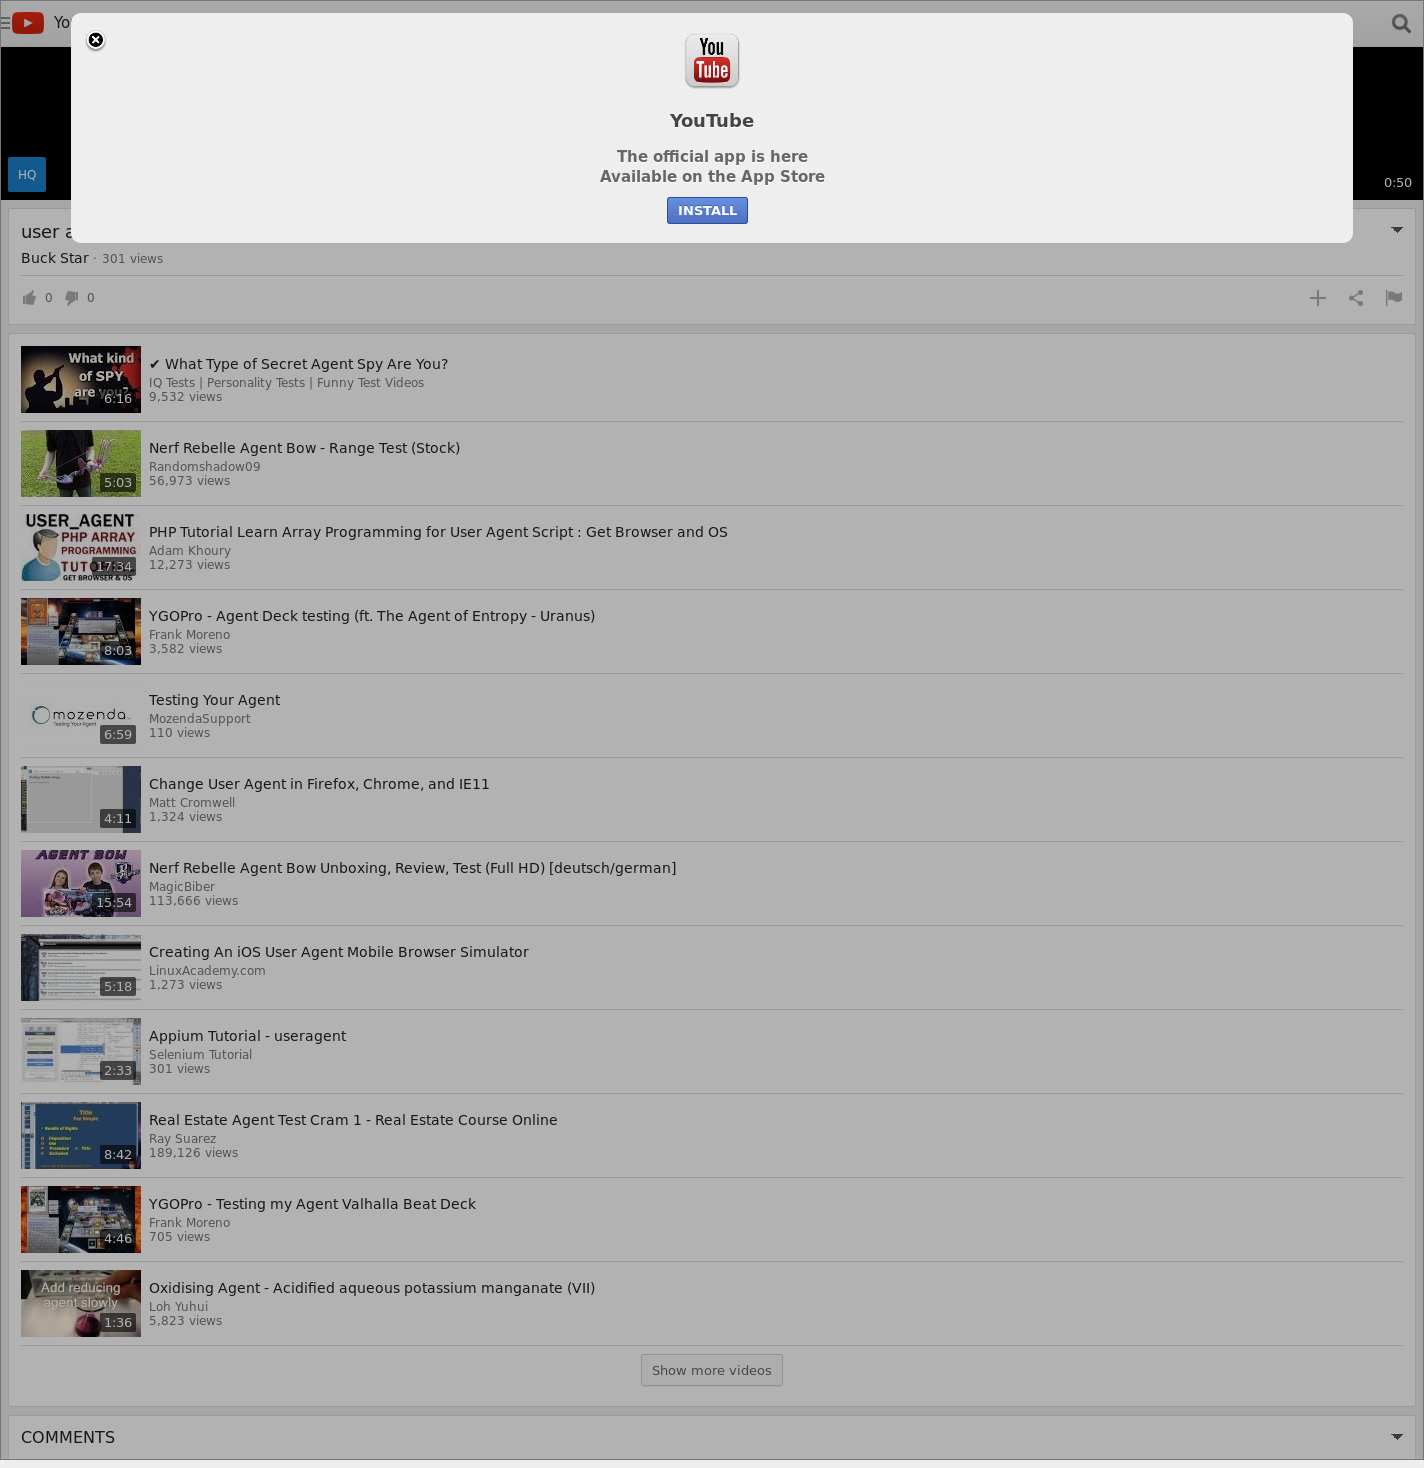 Yo
You
Tube
YouTube
The official app is here
Available on the App Store
INSTALL
HQ
0:50
user a
Buck Star · 301 views
0 0
What kind
of SPY
are you?
6:16
✔ What Type of Secret Agent Spy Are You?
IQ Tests | Personality Tests | Funny Test Videos
9,532 views
5:03
Nerf Rebelle Agent Bow - Range Test (Stock)
Randomshadow09
56,973 views
USER_AGENT
PHP ARRAY
PROGRAMMING
17:34
GET BROWSER & OS
PHP Tutorial Learn Array Programming for User Agent Script : Get Browser and OS
Adam Khoury
12,273 views
8:03
YGOPro - Agent Deck testing (ft. The Agent of Entropy - Uranus)
Frank Moreno
3,582 views
mozenda
Testing Your Agent
6:59
Testing Your Agent
MozendaSupport
110 views
4:11
Change User Agent in Firefox, Chrome, and IE11
Matt Cromwell
1,324 views
AGENT BOW
15:54
Nerf Rebelle Agent Bow Unboxing, Review, Test (Full HD) [deutsch/german]
MagicBiber
113,666 views
5:18
Creating An iOS User Agent Mobile Browser Simulator
LinuxAcademy.com
1,273 views
2:33
Appium Tutorial - useragent
Selenium Tutorial
301 views
Title
Fee Simple
Bundle of Rights
8:42
Real Estate Agent Test Cram 1 - Real Estate Course Online
Ray Suarez
189,126 views
4:46
YGOPro - Testing my Agent Valhalla Beat Deck
Frank Moreno
705 views
Add reducing
agent slowly
1:36
Oxidising Agent - Acidified aqueous potassium manganate (VII)
Loh Yuhui
5,823 views
Show more videos
COMMENTS